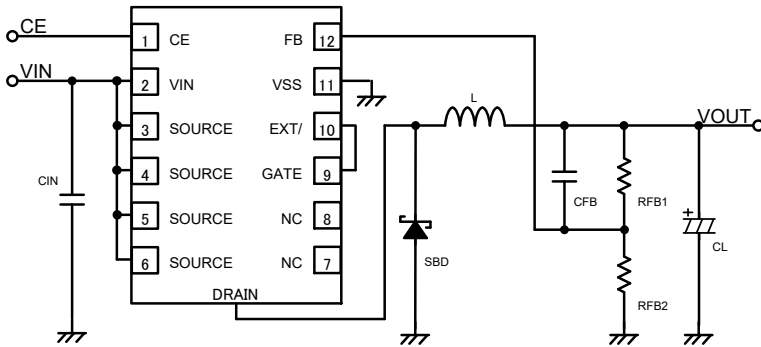 CE
VIN
1 CE FB 12
2 VIN VSS 11
3 SOURCE EXT/ 10
4 SOURCE GATE 9
5 SOURCE NC 8
6 SOURCE NC 7
DRAIN
CIN
L
VOUT
SBD
CFB
RFB1
RFB2
+
CL